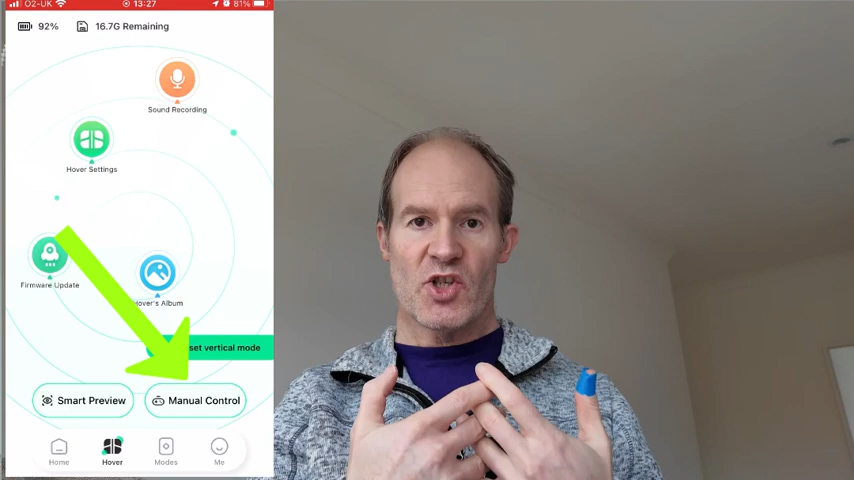 O2-UK 13:27 81%
92% 16.7G Remaining
Sound Recording
Hover Settings
Firmware Update
Hover's Album
set vertical mode
Smart Preview Manual Control
Home Hover Modes Me